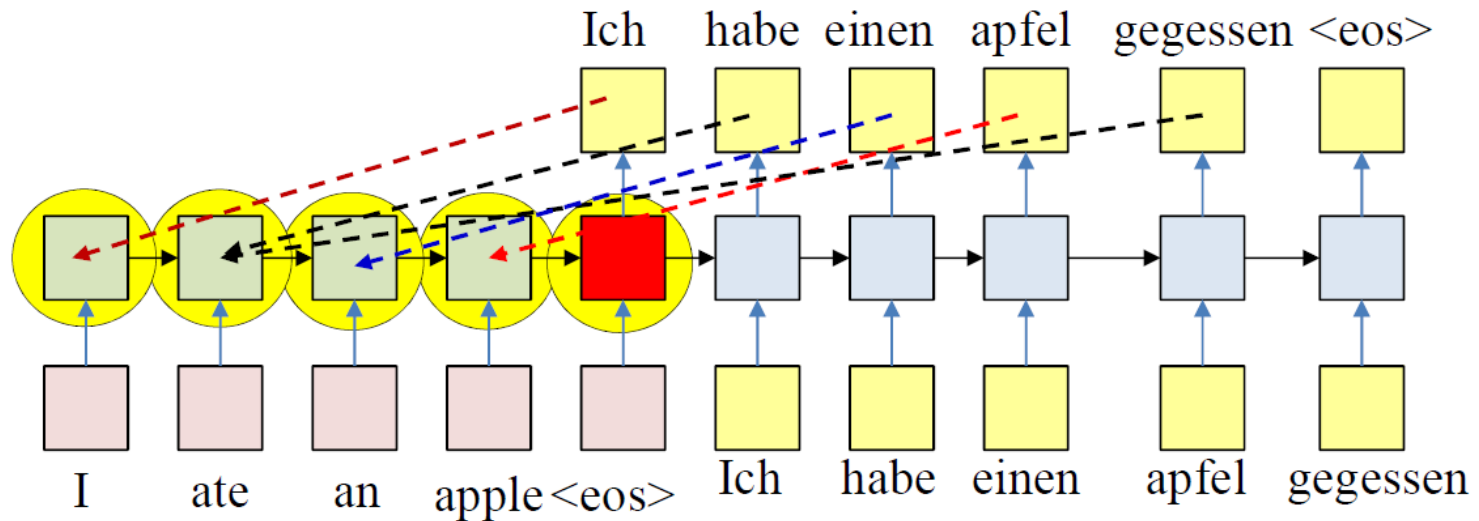 Ich habe einen apfel gegessen <eos>
I ate an apple <eos> Ich habe einen apfel gegessen